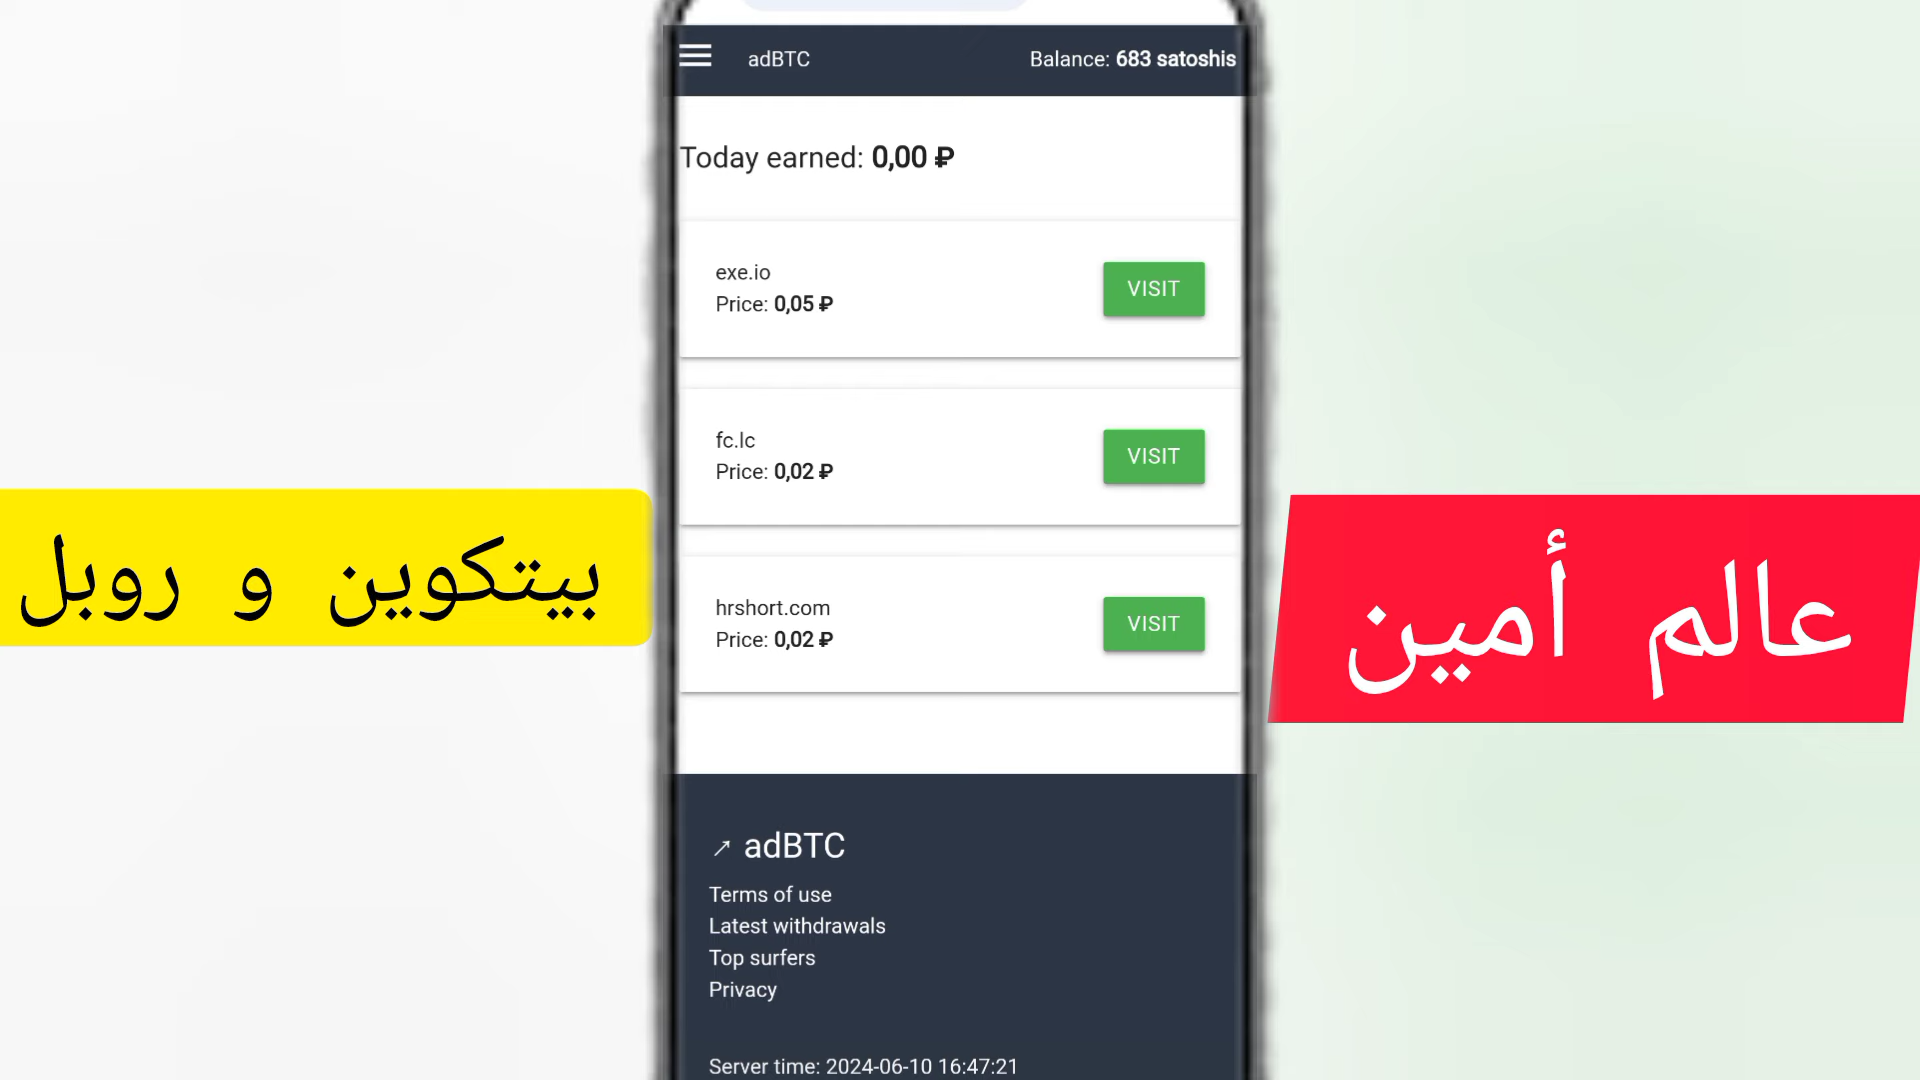 adBTC
Balance: 683 satoshis
Today earned: 0,00 ₽
exe.io
Price: 0,05 ₽
VISIT
fc.lc
Price: 0,02 ₽
VISIT
hrshort.com
Price: 0,02 ₽
VISIT
بيتكوين و روبل
عالم أمين
↗ adBTC
Terms of use
Latest withdrawals
Top surfers
Privacy
Server time: 2024-06-10 16:47:21